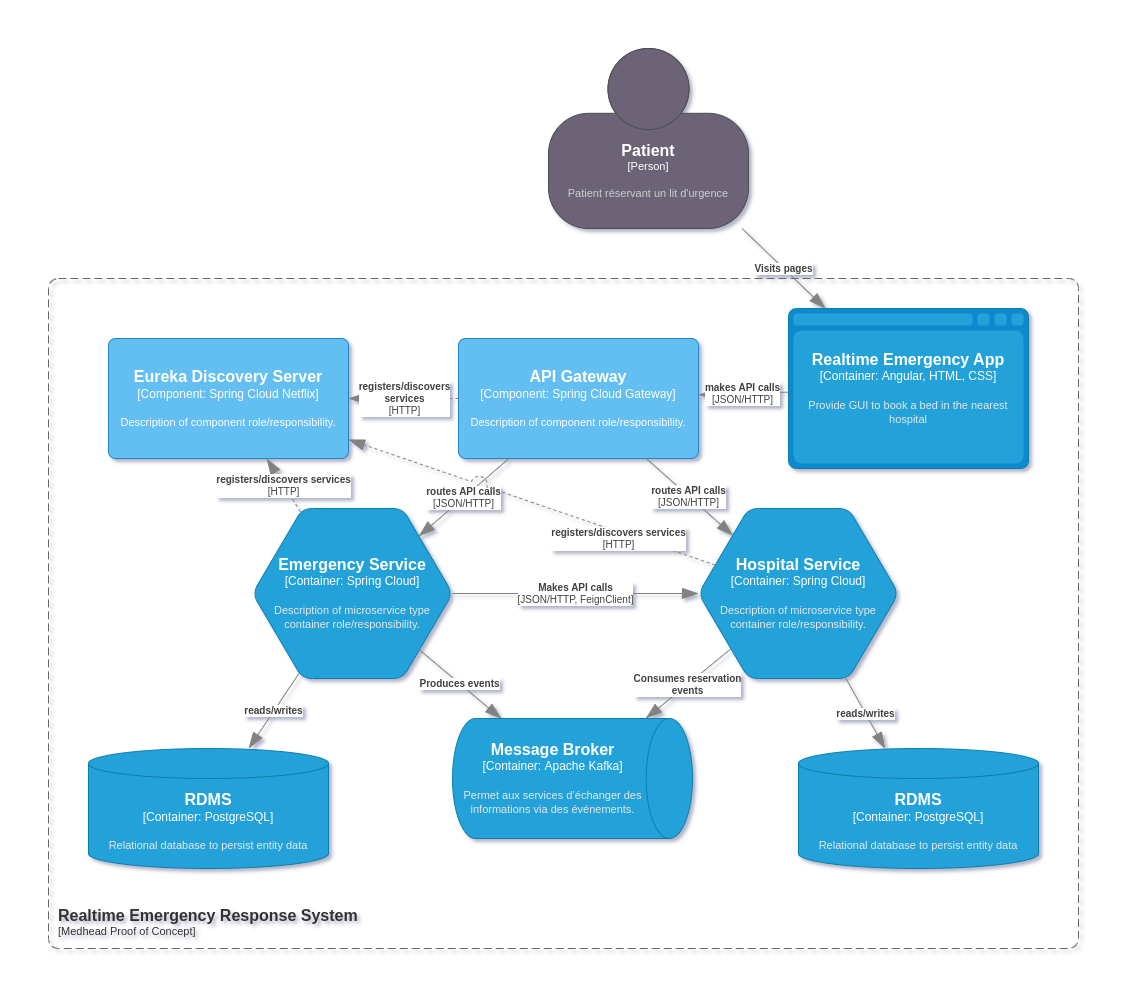 Patient
[Person]
Patient réservant un lit d'urgence
Visits pages
Realtime Emergency App
[Container: Angular, HTML, CSS]
Provide GUI to book a bed in the nearest
hospital
makes API calls
[JSON/HTTP]
API Gateway
[Component: Spring Cloud Gateway]
Description of component role/responsibility.
registers/discovers
services
[HTTP]
Eureka Discovery Server
[Component: Spring Cloud Netflix]
Description of component role/responsibility.
registers/discovers services
[HTTP]
routes API calls
[JSON/HTTP]
routes API calls
[JSON/HTTP]
registers/discovers services
[HTTP]
Emergency Service
[Container: Spring Cloud]
Description of microservice type
container role/responsibility.
Makes API calls
[JSON/HTTP, FeignClient]
Hospital Service
[Container: Spring Cloud]
Description of microservice type
container role/responsibility.
Produces events
Consumes reservation
events
reads/writes
reads/writes
Message Broker
[Container: Apache Kafka]
Permet aux services d'échanger des
informations via des événements.
RDMS
[Container: PostgreSQL]
Relational database to persist entity data
RDMS
[Container: PostgreSQL]
Relational database to persist entity data
Realtime Emergency Response System
[Medhead Proof of Concept]